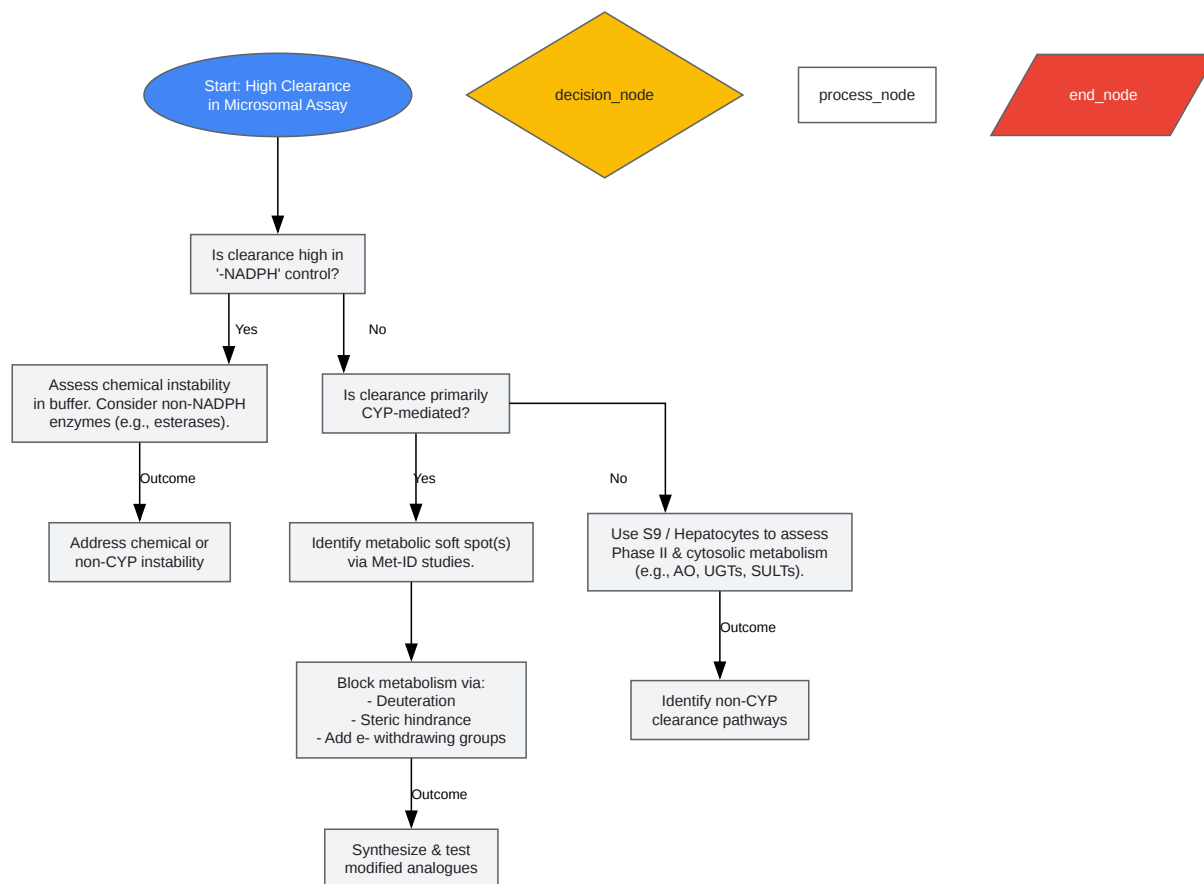 Start: High Clearance
in Microsomal Assay
decision_node
process_node
end_node
Is clearance high in
'-NADPH' control?
Yes
No
Assess chemical instability
in buffer. Consider non-NADPH
enzymes (e.g., esterases).
Is clearance primarily
CYP-mediated?
Outcome
Yes
No
Address chemical or
non-CYP instability
Identify metabolic soft spot(s)
via Met-ID studies.
Use S9 / Hepatocytes to assess
Phase II & cytosolic metabolism
(e.g., AO, UGTs, SULTs).
Outcome
Block metabolism via:
- Deuteration
- Steric hindrance
- Add e- withdrawing groups
Identify non-CYP
clearance pathways
Outcome
Synthesize & test
modified analogues